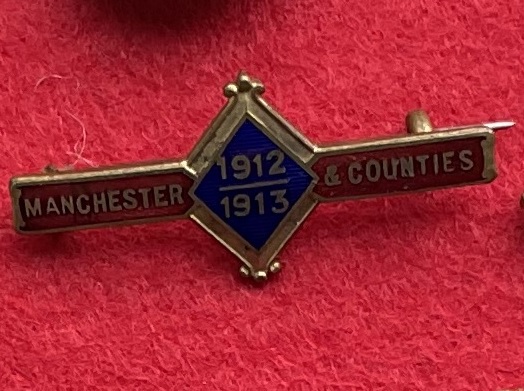 MANCHESTER
1912
1913
& COUNTIES